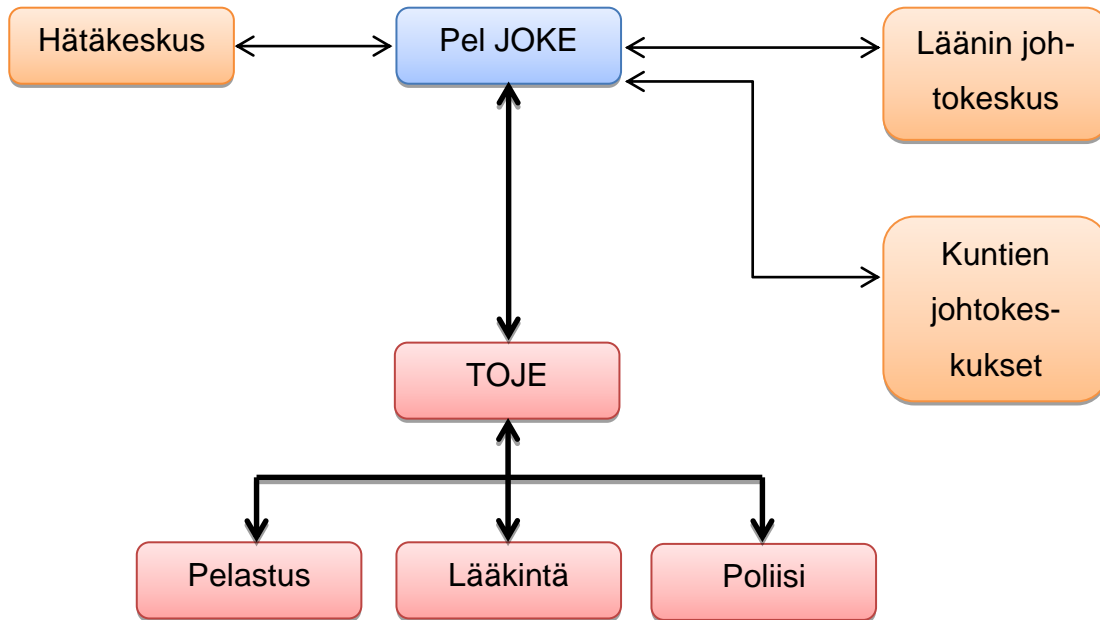 Hätäkeskus
Pel JOKE
Läänin joh-
tokeskus
Kuntien
johtokes-
kukset
TOJE
Pelastus
Lääkintä
Poliisi